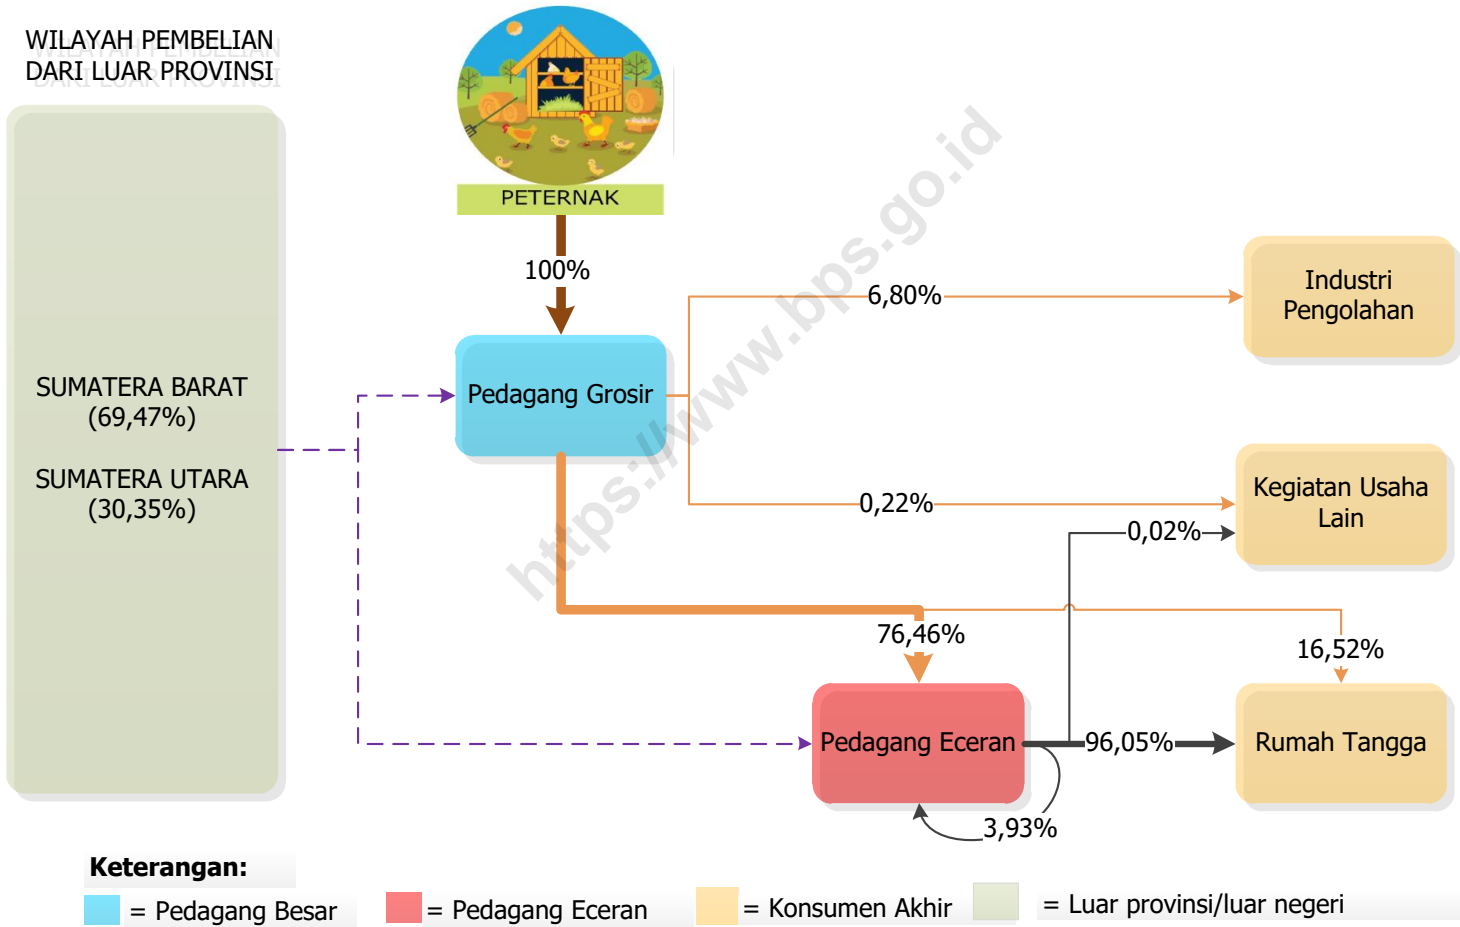 WILAYAH PEMBELIAN
DARI LUAR PROVINSI
PETERNAK
100%
6,80%
Industri
Pengolahan
SUMATERA BARAT
(69,47%)
SUMATERA UTARA
(30,35%)
Pedagang Grosir
0,22%
Kegiatan Usaha
Lain
0,02%
76,46%
16,52%
Pedagang Eceran
96,05%
Rumah Tangga
3,93%
Keterangan:
= Pedagang Besar
= Pedagang Eceran
= Konsumen Akhir
= Luar provinsi/luar negeri
https://www.bps.go.id